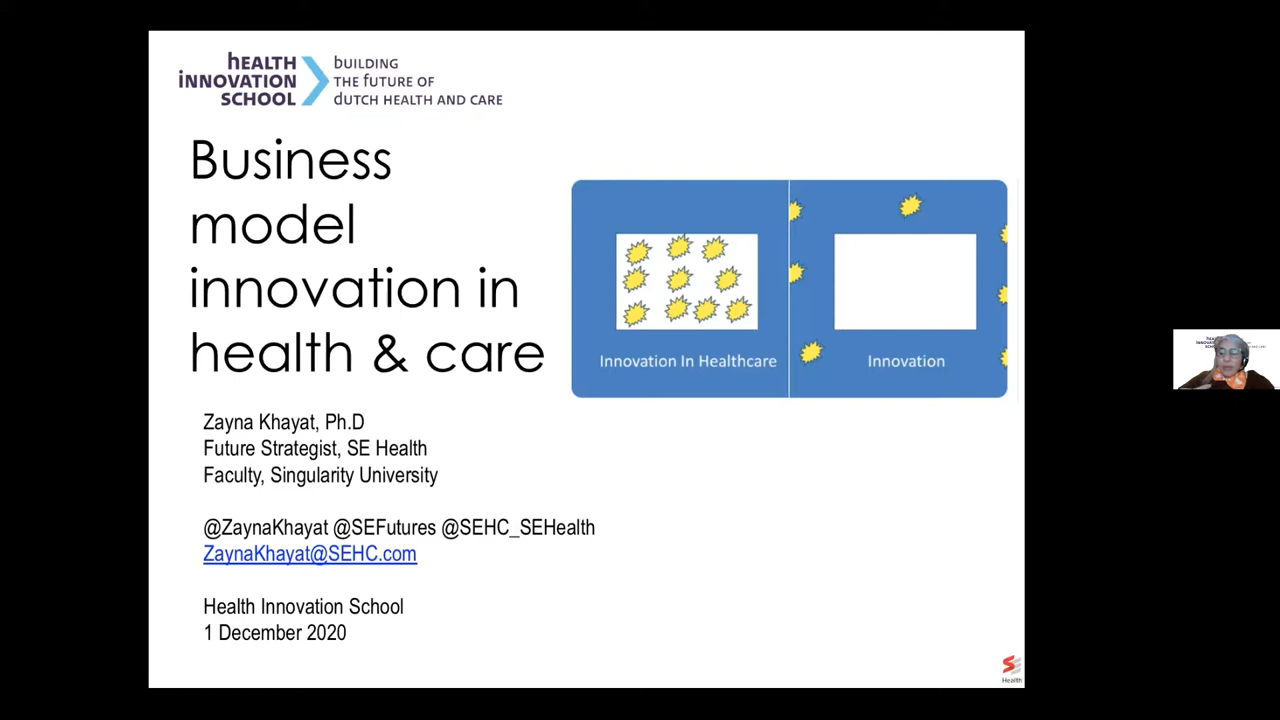 hEALTH
iNNOVATiON
SCHOOL
bUiLDING
THE fUTURE OF
dUTCH HEALTH AND CARE
Business
model
innovation in
health & care
Innovation In Healthcare
Innovation
Zayna Khayat, Ph.D
Future Strategist, SE Health
Faculty, Singularity University
@ZaynaKhayat @SEFutures @SEHC_SEHealth
ZaynaKhayat@SEHC.com
Health Innovation School
1 December 2020
SE
Health